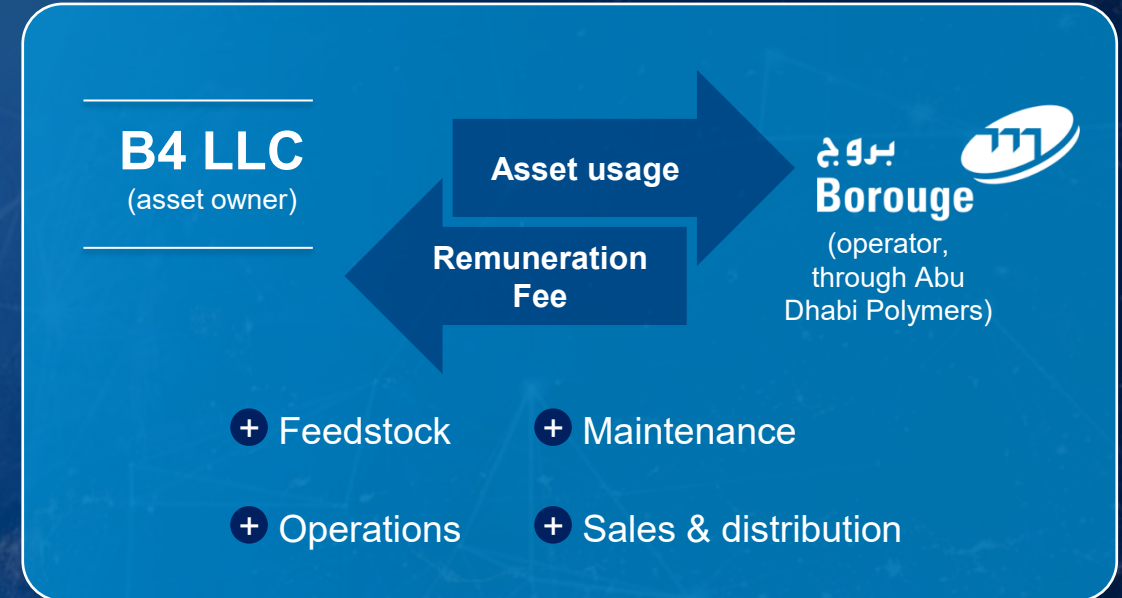 B4 LLC
(asset owner)
Asset usage
Remuneration
Fee
بروج
Borouge
(operator,
through Abu
Dhabi Polymers)
+ Feedstock
+ Maintenance
+ Operations
+ Sales & distribution